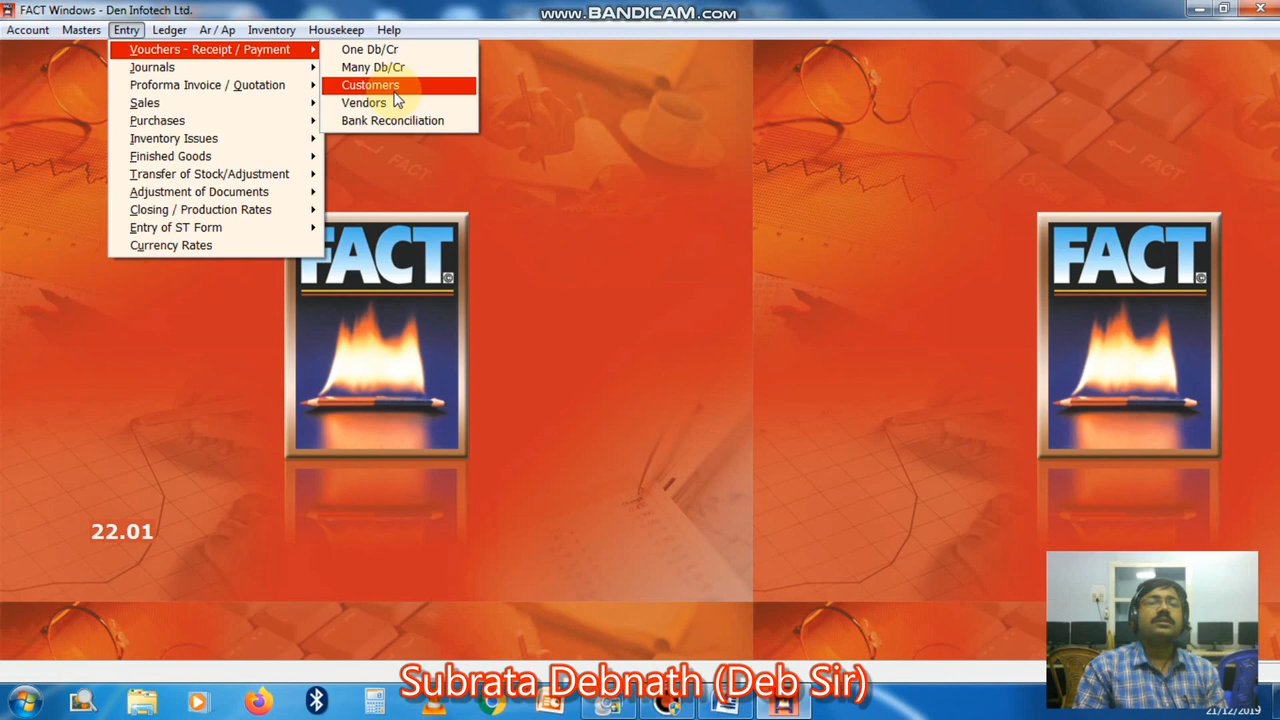 FACT Windows - Den Infotech Ltd.
www.BANDICAM.com
Account Masters Entry Ledger Ar / Ap Inventory Housekeep Help
Vouchers - Receipt / Payment
Journals
Proforma Invoice / Quotation
Sales
Purchases
Inventory Issues
Finished Goods
Transfer of Stock/Adjustment
Adjustment of Documents
Closing / Production Rates
Entry of ST Form
Currency Rates
One Db/Cr
Many Db/Cr
Customers
Vendors
Bank Reconciliation
FACT
FACT
FACT
22.01
Subrata Debnath (Deb Sir)
21/12/2019